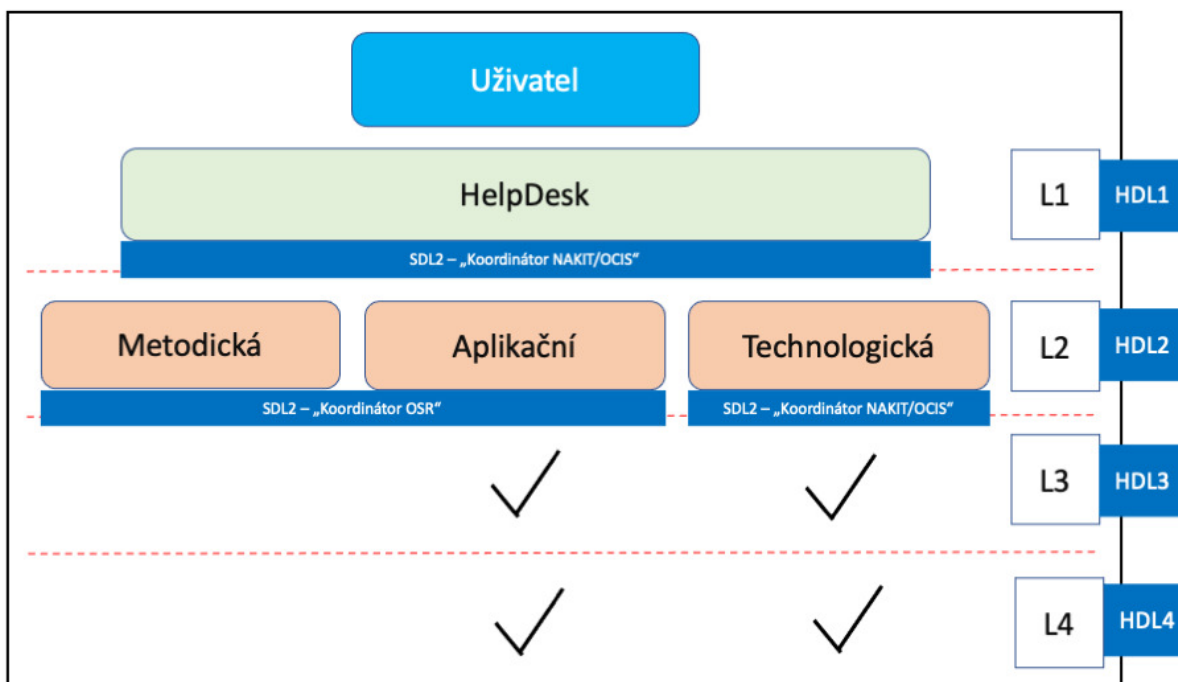 Uživatel
HelpDesk
L1
HDL1
SDL2 – „Koordinátor NAKIT/OCIS“
Metodická
Aplikační
Technologická
L2
HDL2
SDL2 – „Koordinátor OSR“
SDL2 – „Koordinátor NAKIT/OCIS“
L3
HDL3
L4
HDL4